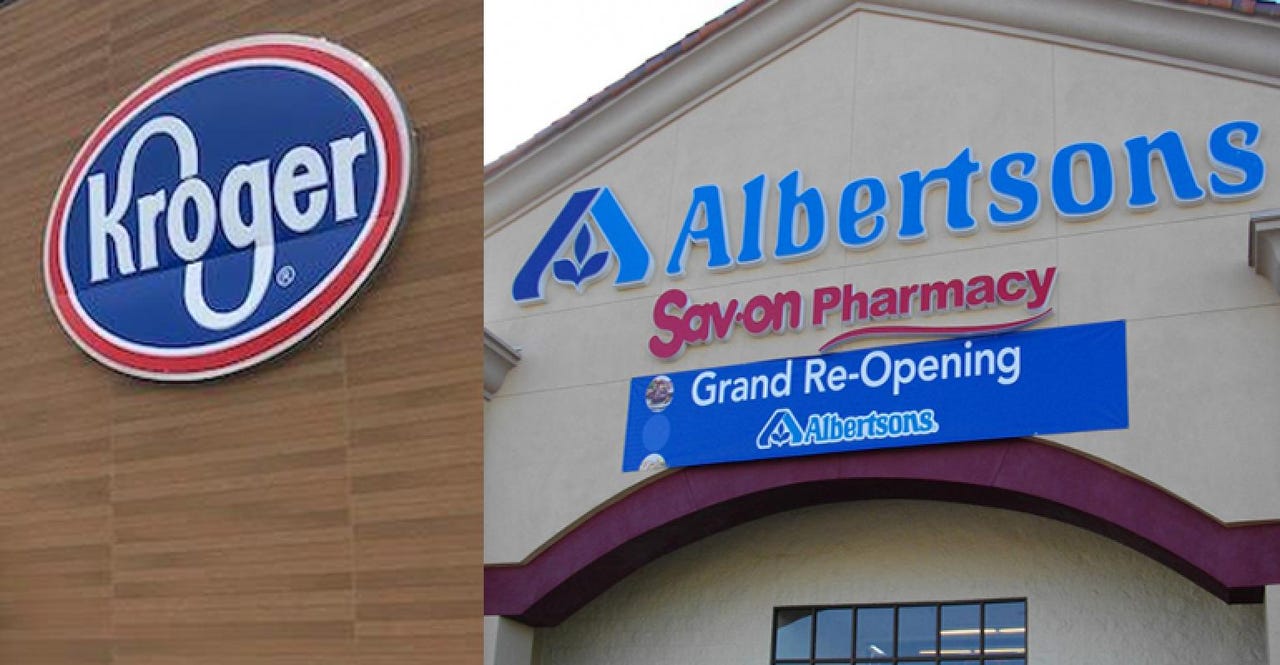 Kroger
®
Albertsons
Sav-on Pharmacy
Grand Re-Opening
Albertsons